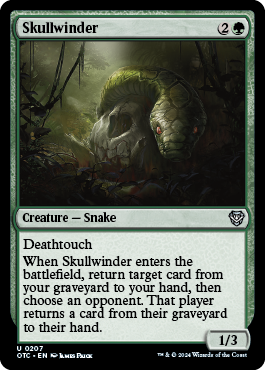 Skullwinder 2
Creature — Snake
Deathtouch
When Skullwinder enters the
battlefield, return target card from
your graveyard to your hand, then
choose an opponent. That player
returns a card from their graveyard
to their hand.
1/3
U 0207
OTC • EN James Paick
™ & © 2024 Wizards of the Coast